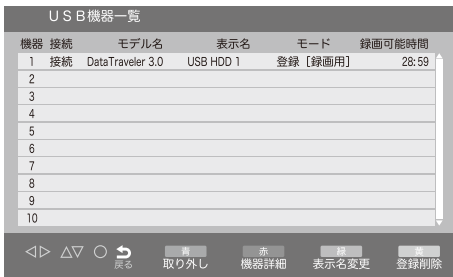 USB機器一覧
機器 接続 モデル名 表示名 モード 録画可能時間
1 接続 DataTraveler 3.0 USB HDD 1 登録［録画用］ 28:59
2
3
4
5
6
7
8
9
10
◁▷ △▽ ○ 戻る 青 取り外し 赤 機器詳細 緑 表示名変更 黄 登録削除